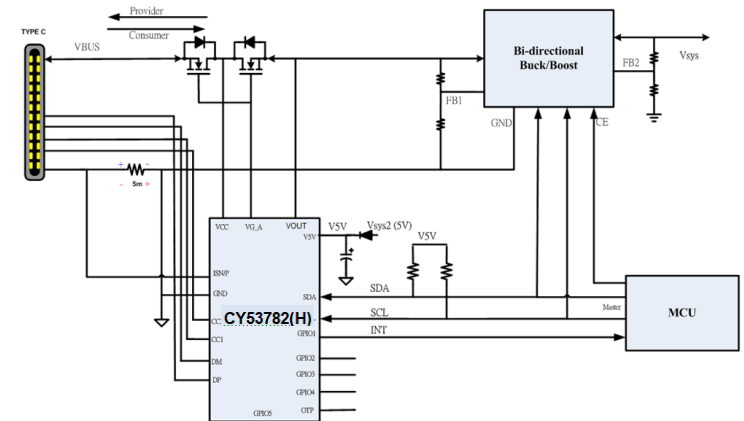 Provider
Consumer
TYPE C
VBUS
Bi-directional
Buck/Boost
Vsys
FB2
FB1
GND
CE
+ -
- +
5m
VCC
VG_A
VOUT
V5V
V5V
Vsys2 (5V)
V5V
+
ISN/P
GND
CC
CC1
DM
DP
CY53782(H)
SDA
GPIO1
GPIO2
GPIO3
GPIO4
OTP
GPIO5
SDA
SCL
INT
Master
MCU